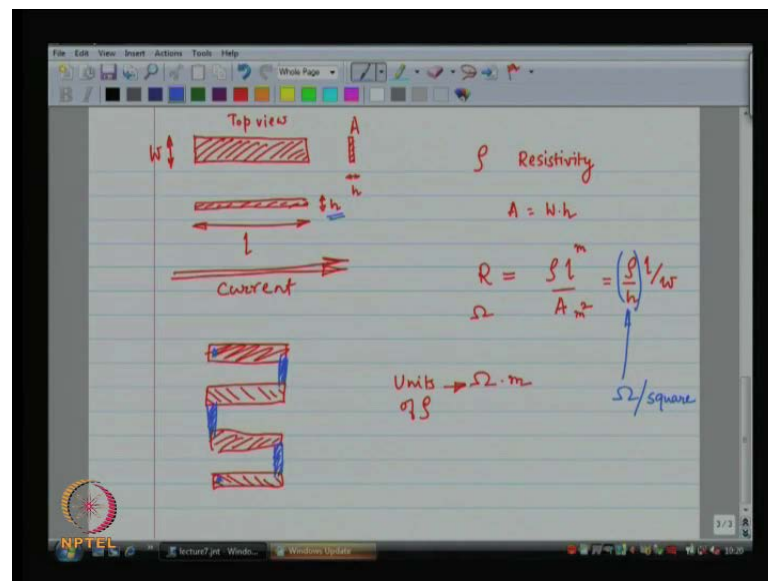 File Edit View Insert Actions Tools Help
Whole Page
B I
Top view
A
W
h
h
l
Current
ρ Resistivity
A = W.h
R = ρ l m / A m² = (ρ/h) l/w
Ω
Units of ρ → Ω.m
Ω/square
3/3
NPTEL
lecture7.jnt - Windo...
Windows Update
10:20